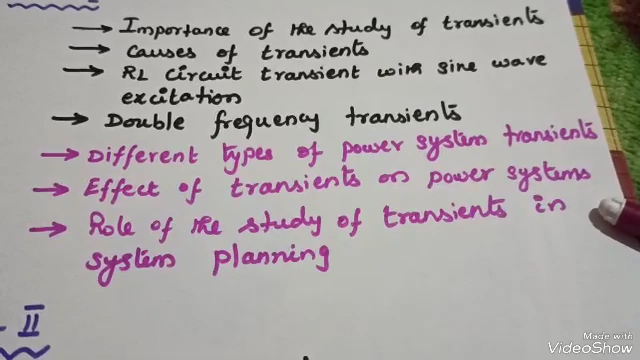 → Importance of the study of transients
→ Causes of transients
→ RL circuit transient with sine wave
excitation
→ Double frequency transients
→ Different types of power system transients
→ Effect of transients on power systems
→ Role of the study of transients in
system planning
- II
Made with
VideoShow